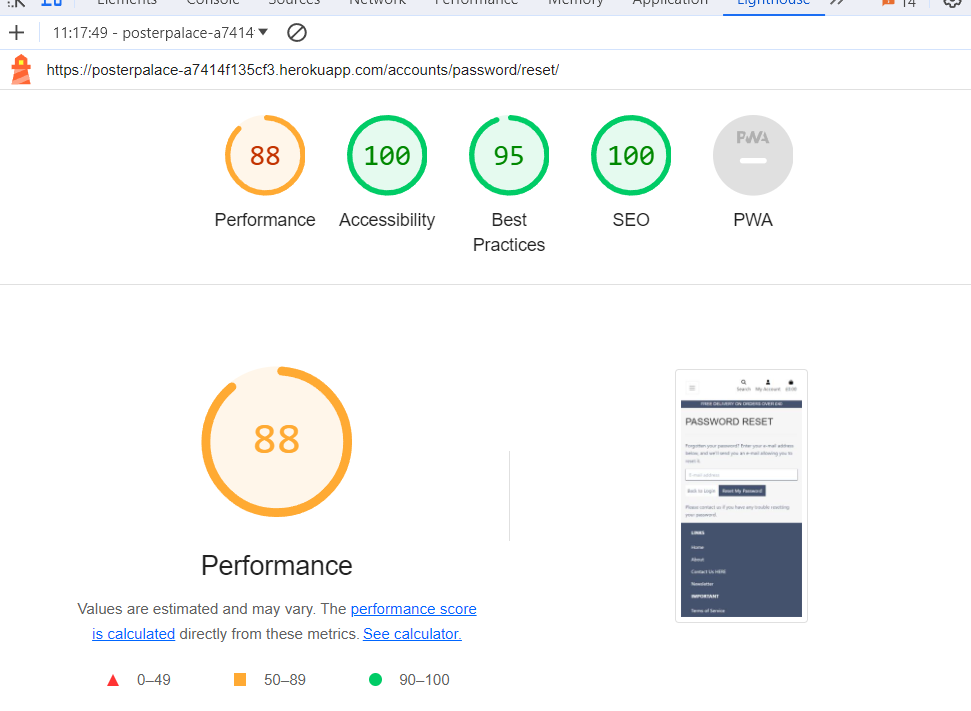 Elements Console Sources Network Performance Memory Application Lighthouse 14
11:17:49 - posterpalace-a7414
https://posterpalace-a7414f135cf3.herokuapp.com/accounts/password/reset/
88 100 95 100 PWA
Performance Accessibility Best Practices SEO PWA
88
Performance
Values are estimated and may vary. The performance score
is calculated directly from these metrics. See calculator.
0–49 50–89 90–100
Search My Account £0.00
FREE DELIVERY ON ORDERS OVER £40
PASSWORD RESET
Forgotten your password? Enter your e-mail address
below, and we'll send you an e-mail allowing you to
reset it.
E-mail address
Back to Login Reset My Password
Please contact us if you have any trouble resetting
your password.
LINKS
Home
About
Contact Us HERE
Newsletter
IMPORTANT
Terms of Service